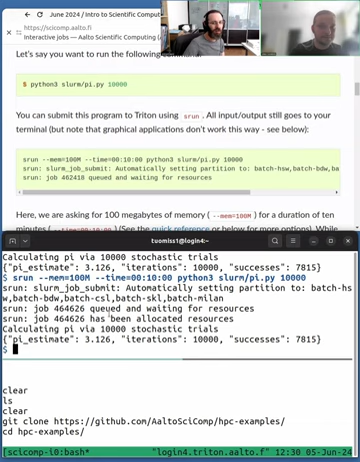 June 2024 / Intro to Scientific Comput
https://scicomp.aalto.fi
Interactive jobs — Aalto Scientific Computing (
Let's say you want to run the following command:
$ python3 slurm/pi.py 10000
You can submit this program to Triton using srun . All input/output still goes to your
terminal (but note that graphical applications don't work this way - see below):
srun --mem=100M --time=00:10:00 python3 slurm/pi.py 10000
srun: slurm_job_submit: Automatically setting partition to: batch-hsw,batch-bdw,ba
srun: job 462418 queued and waiting for resources
Here, we are asking for 100 megabytes of memory ( --mem=100M ) for a duration of ten
minutes ( --time=00:10:00 ) (See the quick reference or below for more options). While
tuomiss1@login4:~
Calculating pi via 10000 stochastic trials
{"pi_estimate": 3.126, "iterations": 10000, "successes": 7815}
$ srun --mem=100M --time=00:10:00 python3 slurm/pi.py 10000
srun: slurm_job_submit: Automatically setting partition to: batch-hs
w,batch-bdw,batch-csl,batch-skl,batch-milan
srun: job 464626 queued and waiting for resources
srun: job 464626 has been allocated resources
Calculating pi via 10000 stochastic trials
{"pi_estimate": 3.126, "iterations": 10000, "successes": 7815}
$
clear
ls
clear
git clone https://github.com/AaltoSciComp/hpc-examples/
cd hpc-examples/
[scicomp-i0:bash* "login4.triton.aalto.f" 12:30 05-Jun-24